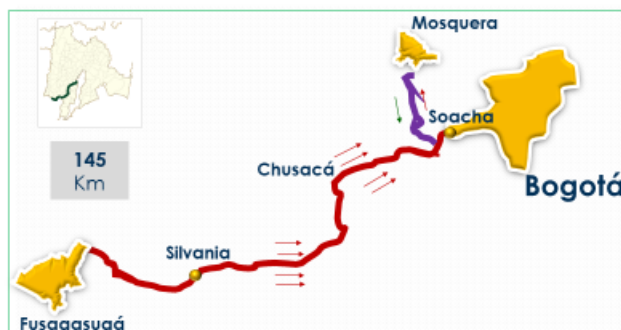 Mosquera
Soacha
145
Km
Chusacá
Bogotá
Silvania
Fusagasugá